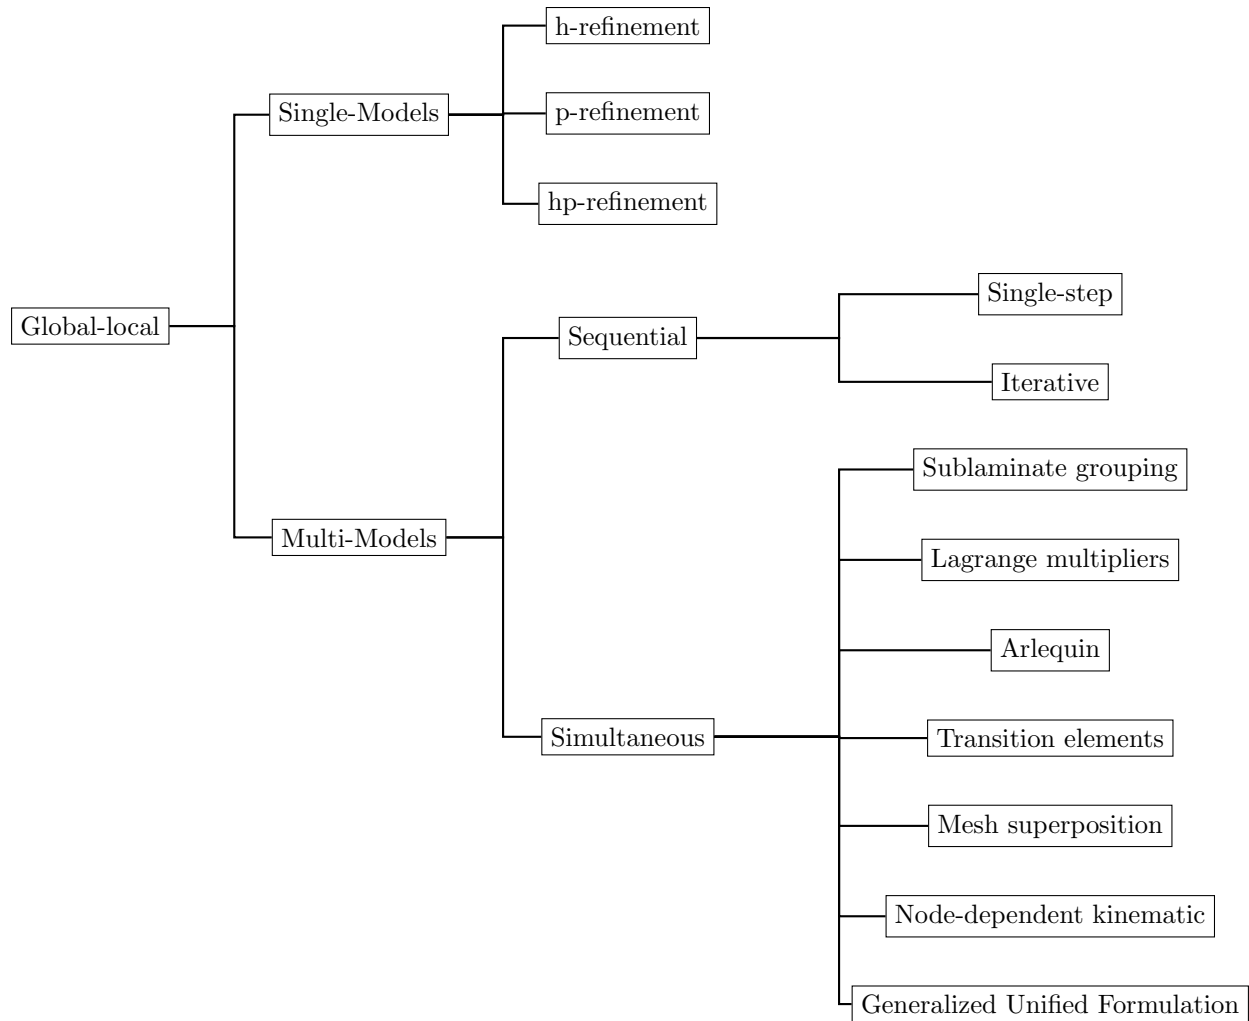 h-refinement
Single-Models
p-refinement
hp-refinement
Global-local
Single-step
Sequential
Iterative
Sublaminate grouping
Multi-Models
Lagrange multipliers
Arlequin
Simultaneous
Transition elements
Mesh superposition
Node-dependent kinematic
Generalized Unified Formulation